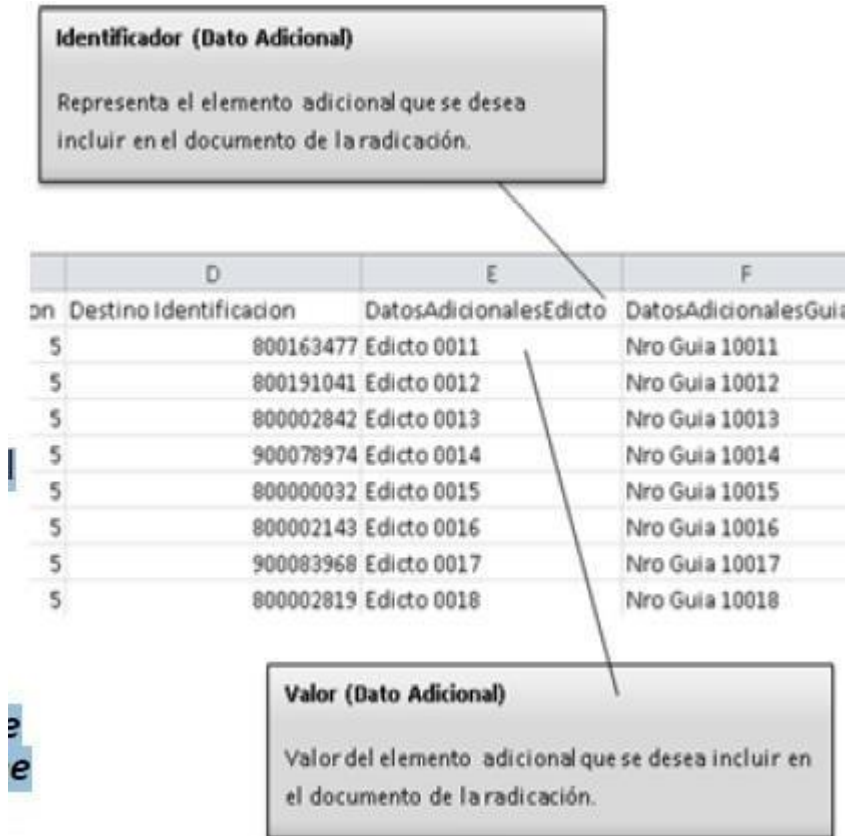 Identificador (Dato Adicional)
Representa el elemento adicional que se desea
incluir en el documento de la radicación.
D E F
on Destino Identificacion DatosAdicionalesEdicto DatosAdicionalesGuia
5 800163477 Edicto 0011 Nro Guia 10011
5 800191041 Edicto 0012 Nro Guia 10012
5 800002842 Edicto 0013 Nro Guia 10013
5 900078974 Edicto 0014 Nro Guia 10014
5 800000032 Edicto 0015 Nro Guia 10015
5 800002143 Edicto 0016 Nro Guia 10016
5 900083968 Edicto 0017 Nro Guia 10017
5 800002819 Edicto 0018 Nro Guia 10018
Valor (Dato Adicional)
Valor del elemento adicional que se desea incluir en
el documento de la radicación.
e
e